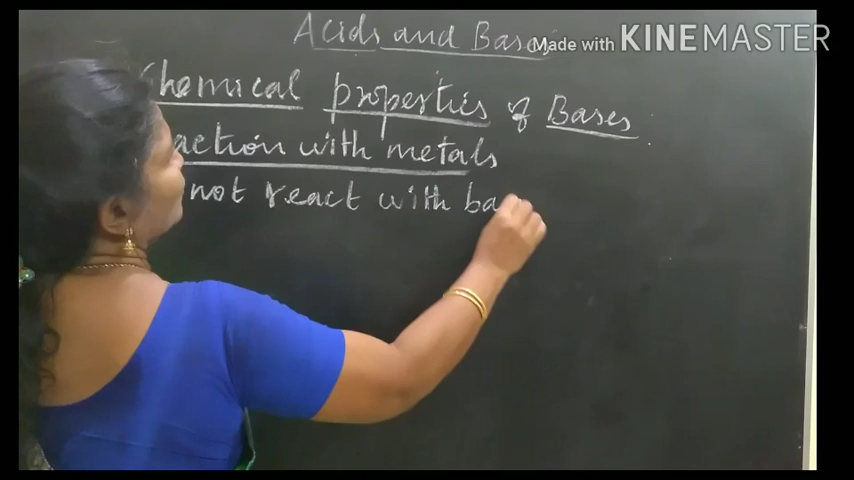 Acids and Bases
Made with KINEMASTER
Chemical properties of Bases
action with metals
not react with ba